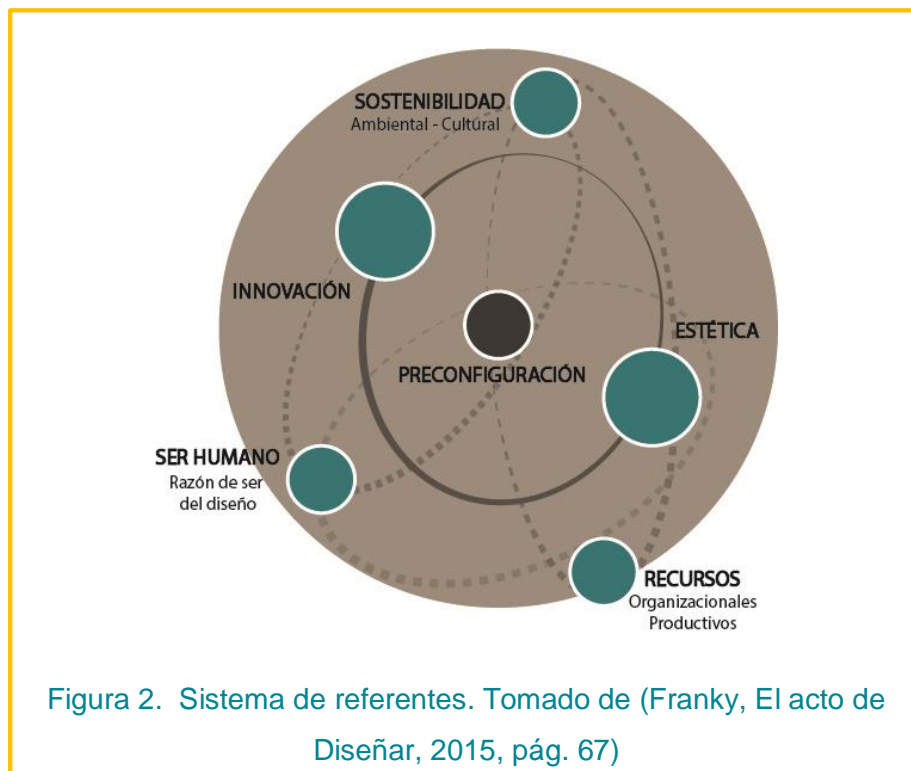 SOSTENIBILIDAD
Ambiental - Cultural
INNOVACIÓN
ESTÉTICA
PRECONFIGURACIÓN
SER HUMANO
Razón de ser
del diseño
RECURSOS
Organizacionales
Productivos
Figura 2.  Sistema de referentes. Tomado de (Franky, El acto de
Diseñar, 2015, pág. 67)